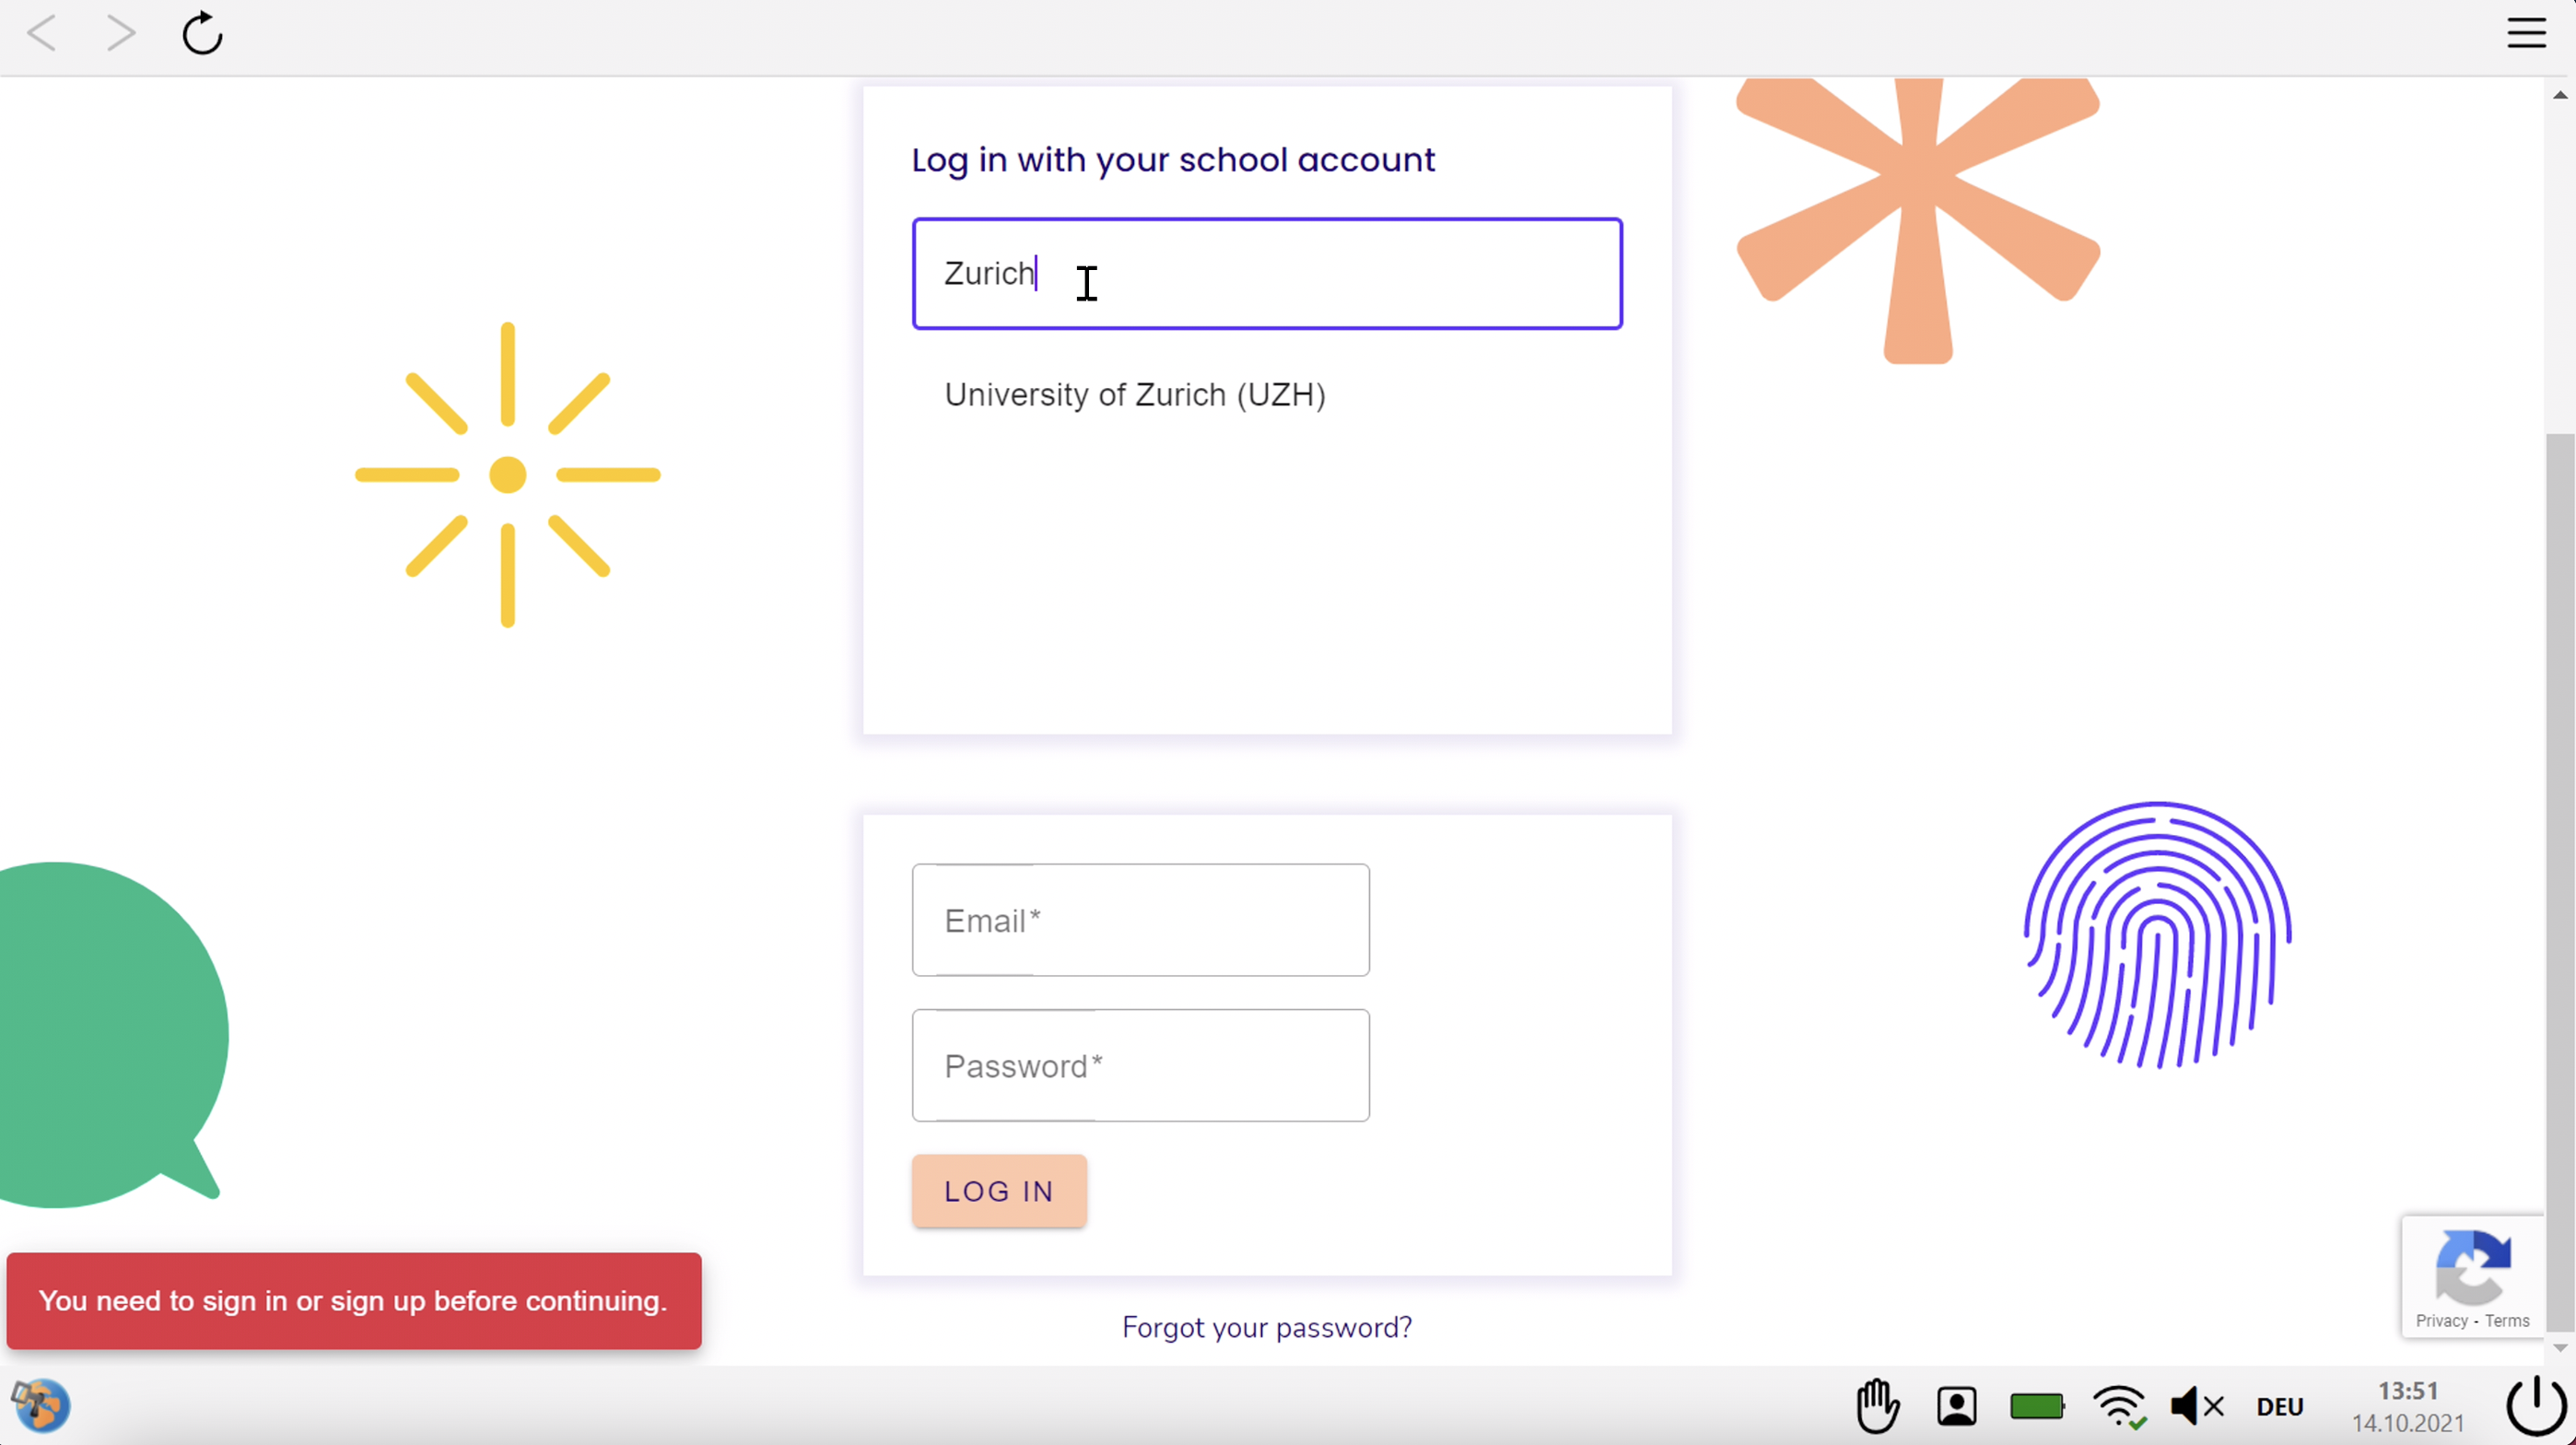 Log in with your school account
Zurich
University of Zurich (UZH)
Email*
Password*
LOG IN
You need to sign in or sign up before continuing.
Forgot your password?
Privacy - Terms
DEU
13:51
14.10.2021